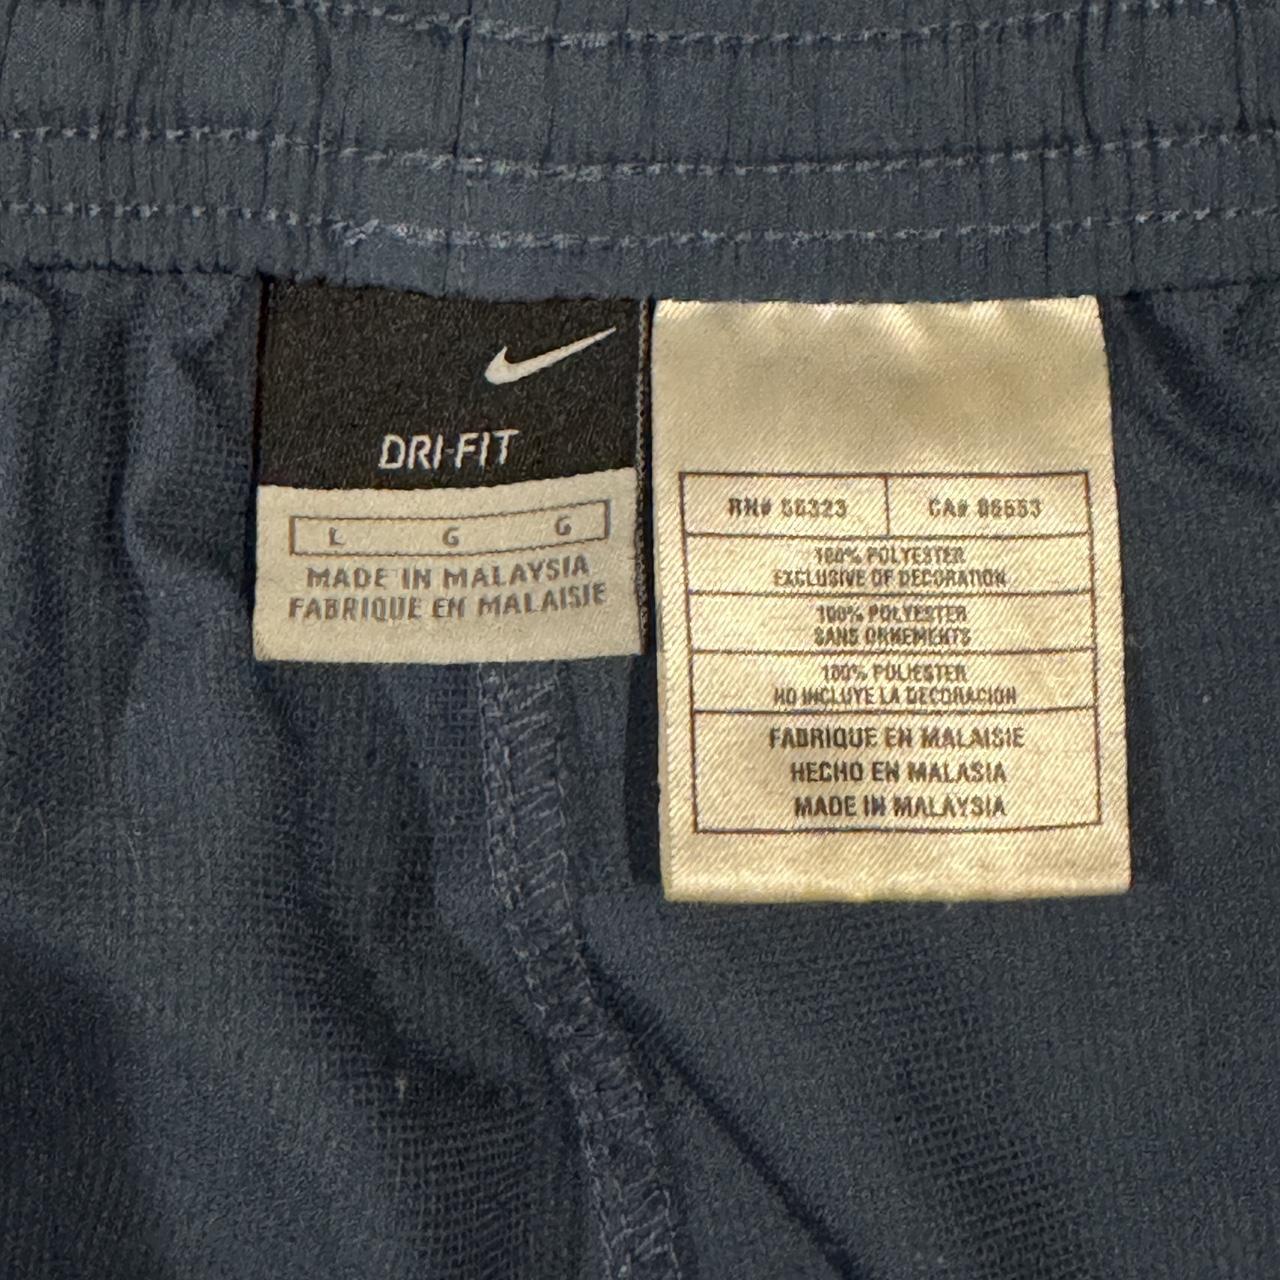 DRI-FIT
L G G
MADE IN MALAYSIA
FABRIQUE EN MALAISIE
RN# 56323 CA# 05553
100% POLYESTER
EXCLUSIVE OF DECORATION
100% POLYESTER
SANS ORNEMENTS
100% POLIESTER
NO INCLUYE LA DECORACION
FABRIQUE EN MALAISIE
HECHO EN MALASIA
MADE IN MALAYSIA